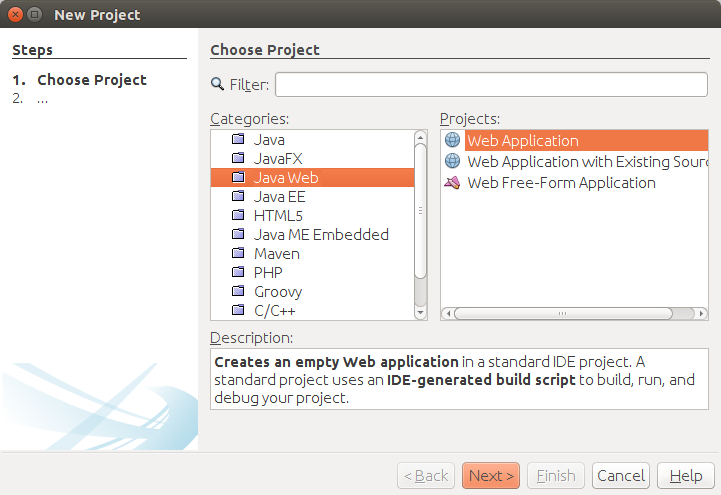 New Project
Steps
1. Choose Project
2. ...
Choose Project
Filter:
Categories:
Java
JavaFX
Java Web
Java EE
HTML5
Java ME Embedded
Maven
PHP
Groovy
C/C++
Projects:
Web Application
Web Application with Existing Sourc
Web Free-Form Application
Description:
Creates an empty Web application in a standard IDE project. A
standard project uses an IDE-generated build script to build, run, and
debug your project.
< Back
Next >
Finish
Cancel
Help